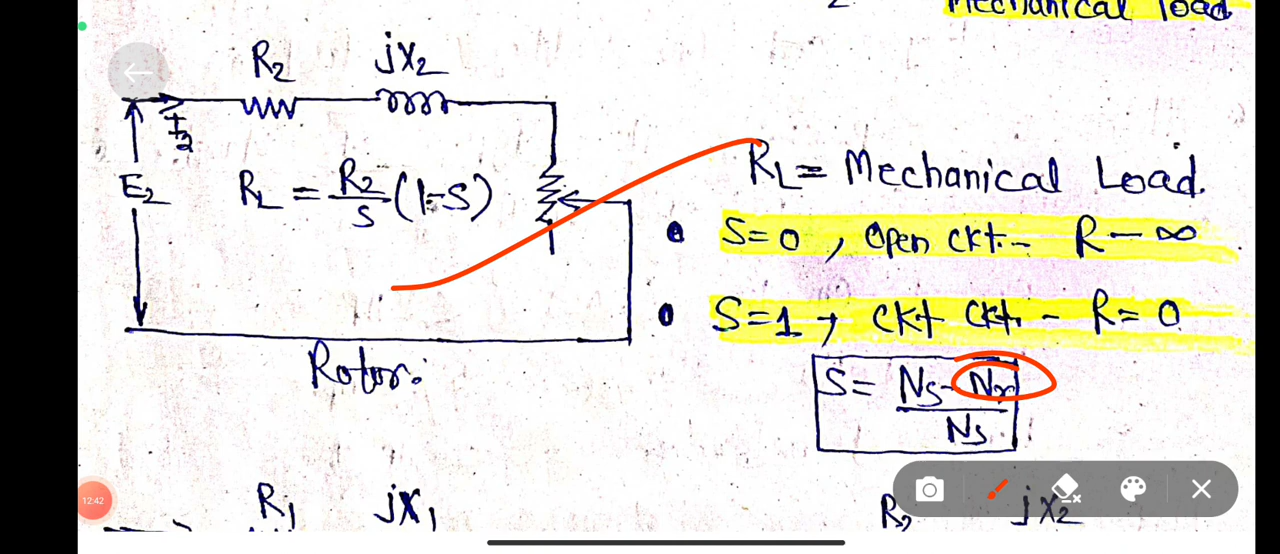 Mechanical load
R2 jX2
I2
E2
RL = R2/s (1-S)
RL = Mechanical Load.
S=0, Open ckt.- R-∞
S=1, ckt ckt. - R=0
S= Ns-Nr/Ns
Rotor.
12:42
R1 jX1
R2 jX2